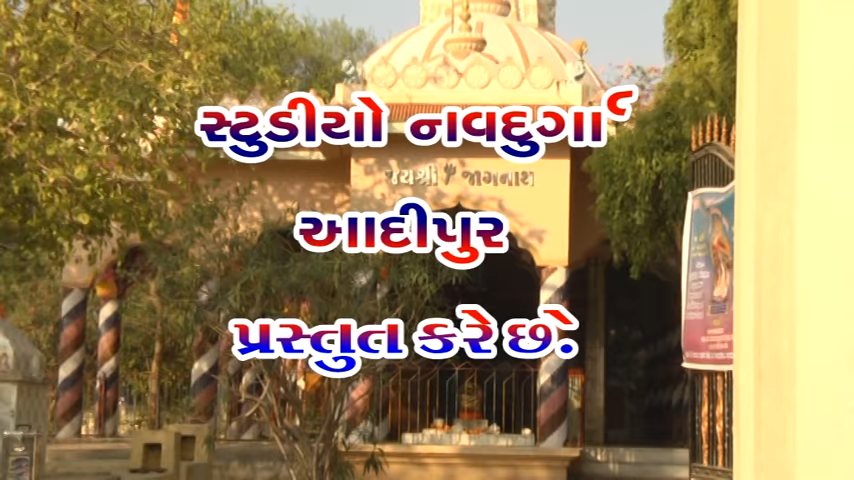 સ્ટુડીયો નવદુર્ગા
જયશ્રી જાગનાથ
આદીપુર
પ્રસ્તુત કરે છે.